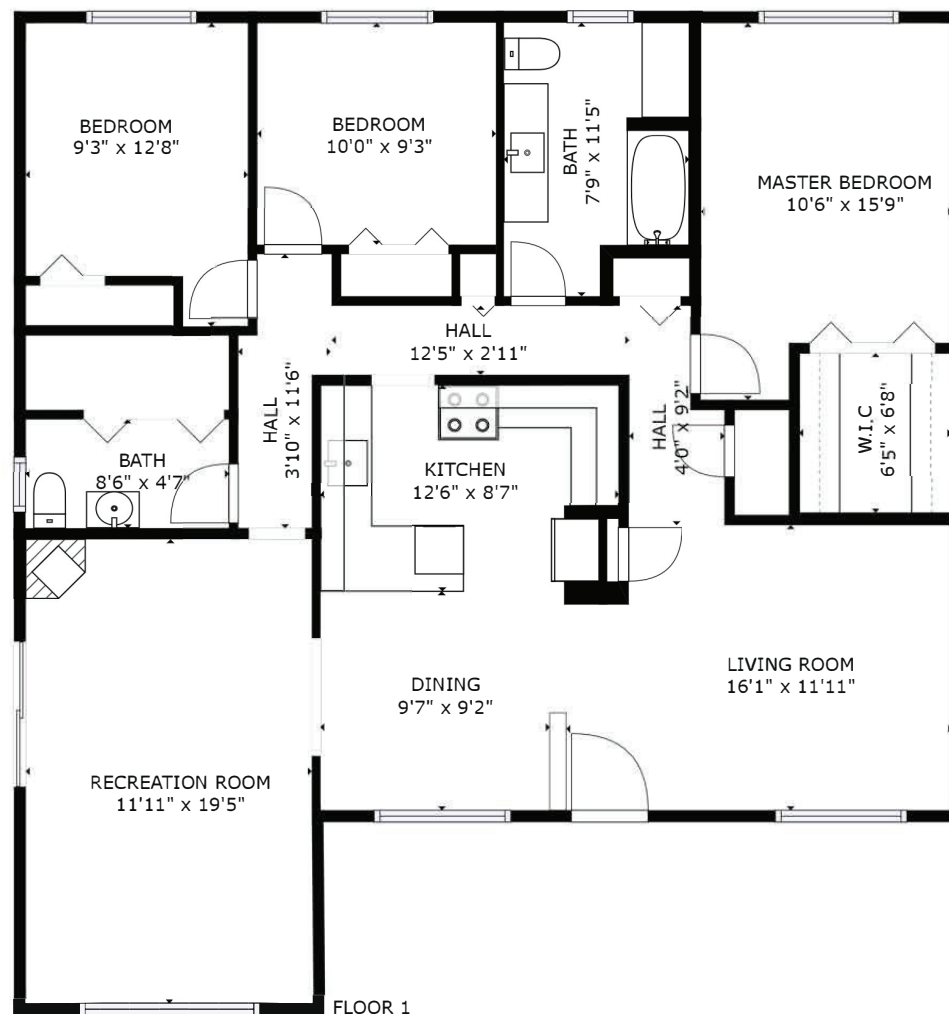 BEDROOM
9'3" x 12'8"
BEDROOM
10'0" x 9'3"
BATH
7'9" x 11'5"
MASTER BEDROOM
10'6" x 15'9"
HALL
12'5" x 2'11"
HALL
3'10" x 11'6"
HALL
4'0" x 9'2"
W.I.C
6'5" x 6'8"
BATH
8'6" x 4'7"
KITCHEN
12'6" x 8'7"
DINING
9'7" x 9'2"
LIVING ROOM
16'1" x 11'11"
RECREATION ROOM
11'11" x 19'5"
FLOOR 1